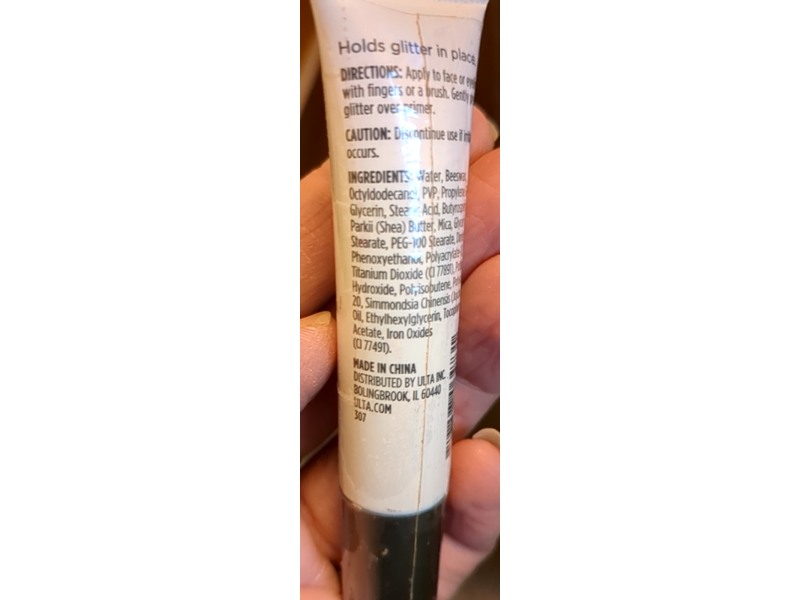 Holds glitter in place.
DIRECTIONS: Apply to face or
with fingers or a brush. Gently
glitter over primer.
CAUTION: Discontinue use if
occurs.
INGREDIENTS: Water,
Octyldodecanol, PVP, Propylene
Glycerin, Stearic Acid,
Parkii (Shea) Butter, Mica,
Stearate, PEG-100 Stearate,
Phenoxyethanol,
Titanium Dioxide (CI 77891),
Hydroxide, Polyisobutene,
20, Simmondsia Chinensis
Oil, Ethylhexylglycerin,
Acetate, Iron Oxides
(CI 77491).
MADE IN CHINA
DISTRIBUTED BY ULTA INC.
BOLINGBROOK, IL 60440
ULTA.COM
307